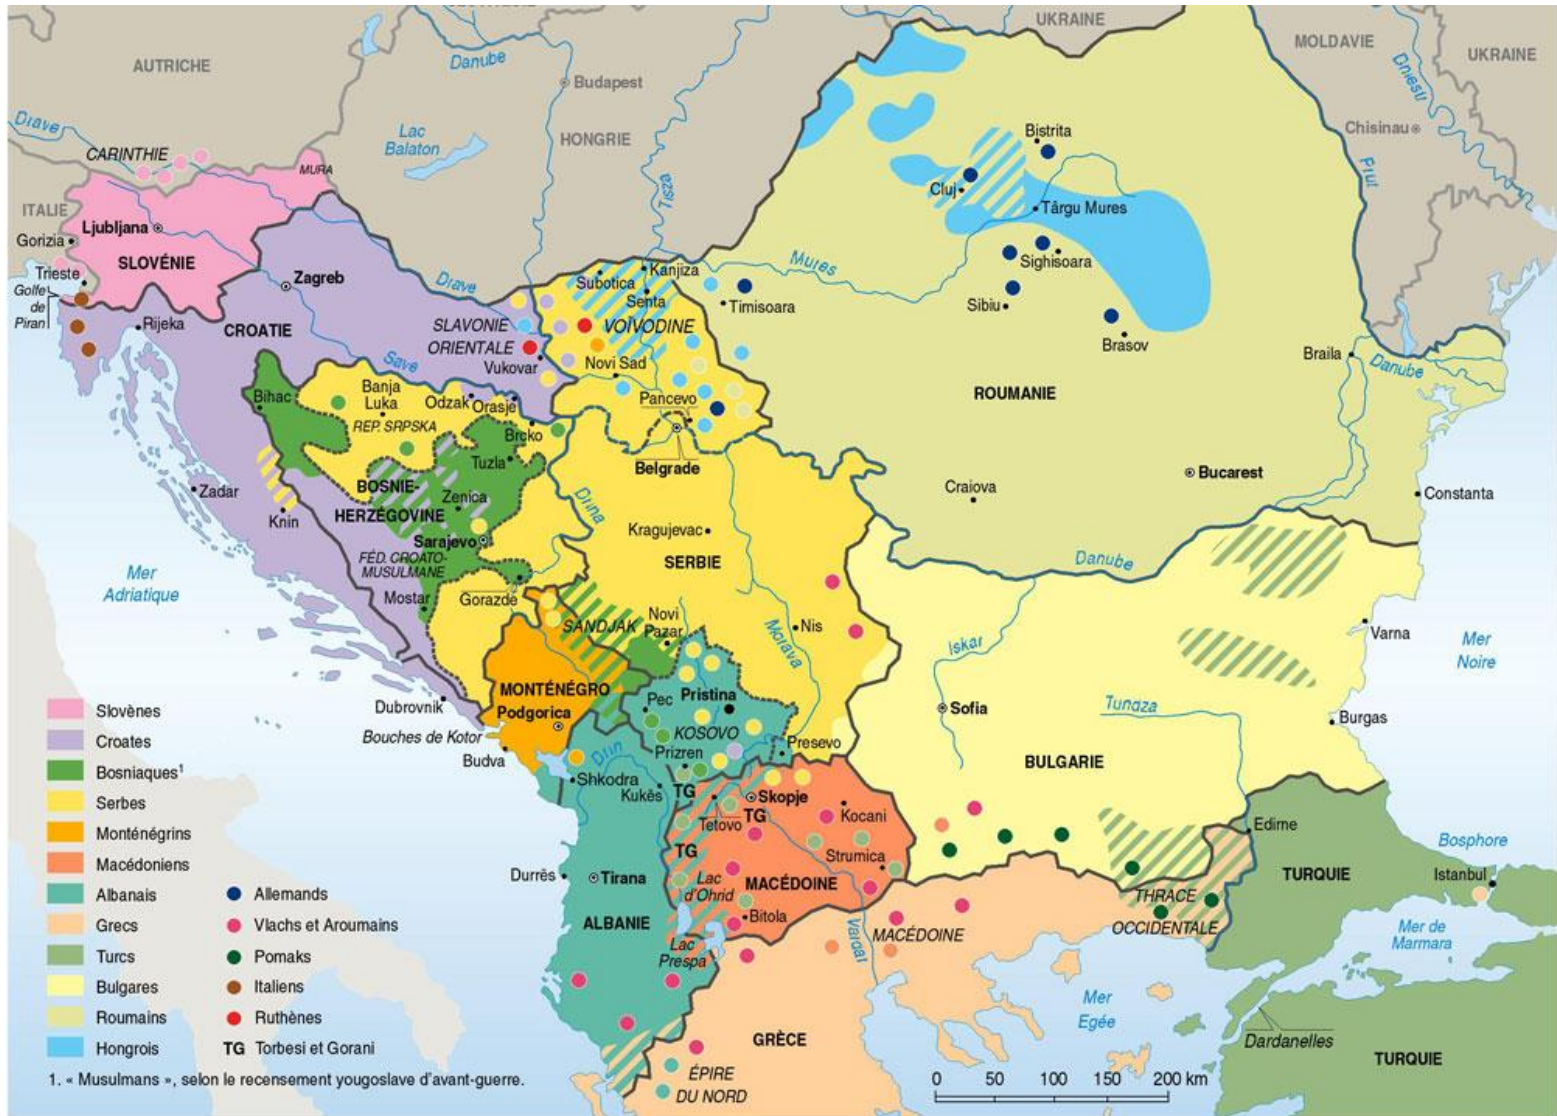 UKRAINE
MOLDAVIE
UKRAINE
AUTRICHE
Danube
Budapest
Dniestr
Drave
Lac
Balaton
HONGRIE
Chisinau
Bistrita
CARINTHIE
MURA
Tisza
Prut
Cluj
Târgu Mures
ITALIE
Ljubljana
Gorizia
SLOVÉNIE
Trieste
Golfe
de
Piran
Zagreb
Drave
Subotica
Kanjiza
Senta
Mures
Timisoara
Sighisoara
Sibiu
Rijeka
CROATIE
SLAVONIE
ORIENTALE
VOÏVODINE
Vukovar
Novi Sad
Brasov
Braila
Danube
Save
Bihac
Banja
Luka
Odzak
Orasje
REP. SRPSKA
Pancevo
ROUMANIE
Brcko
Tuzla
Belgrade
Bucarest
BOSNIE-
HERZÉGOVINE
Zenica
Zadar
Knin
Drina
Craiova
Constanta
Kragujevac
Sarajevo
FÉD. CROATO-
MUSULMANE
SERBIE
Danube
Mer
Adriatique
Mostar
Gorazde
SANDJAK
Novi
Pazar
Nis
Morava
Iskar
Varna
Mer
Noire
Dubrovnik
MONTÉNÉGRO
Podgorica
Pec
Pristina
KOSOVO
Sofia
Tundza
Burgas
Bouches de Kotor
Budva
Drin
Prizren
Presevo
BULGARIE
Shkodra
Kukës
TG
Skopje
TG
Tetovo
Kocani
Edirne
Bosphore
TG
Strumica
Durrës
Tirana
Lac
d'Ohrid
MACÉDOINE
TURQUIE
Istanbul
Bitola
THRACE
OCCIDENTALE
ALBANIE
Lac
Prespa
Vardar
MACÉDOINE
Mer de
Marmara
Mer
Egée
GRÈCE
Dardanelles
TURQUIE
ÉPIRE
DU NORD
Slovènes
Croates
Bosniaques¹
Serbes
Monténégrins
Macédoniens
Albanais
Grecs
Turcs
Bulgares
Roumains
Hongrois
Allemands
Vlachs et Aroumains
Pomaks
Italiens
Ruthènes
TG Torbesi et Gorani
1. « Musulmans », selon le recensement yougoslave d'avant-guerre.
0 50 100 150 200 km